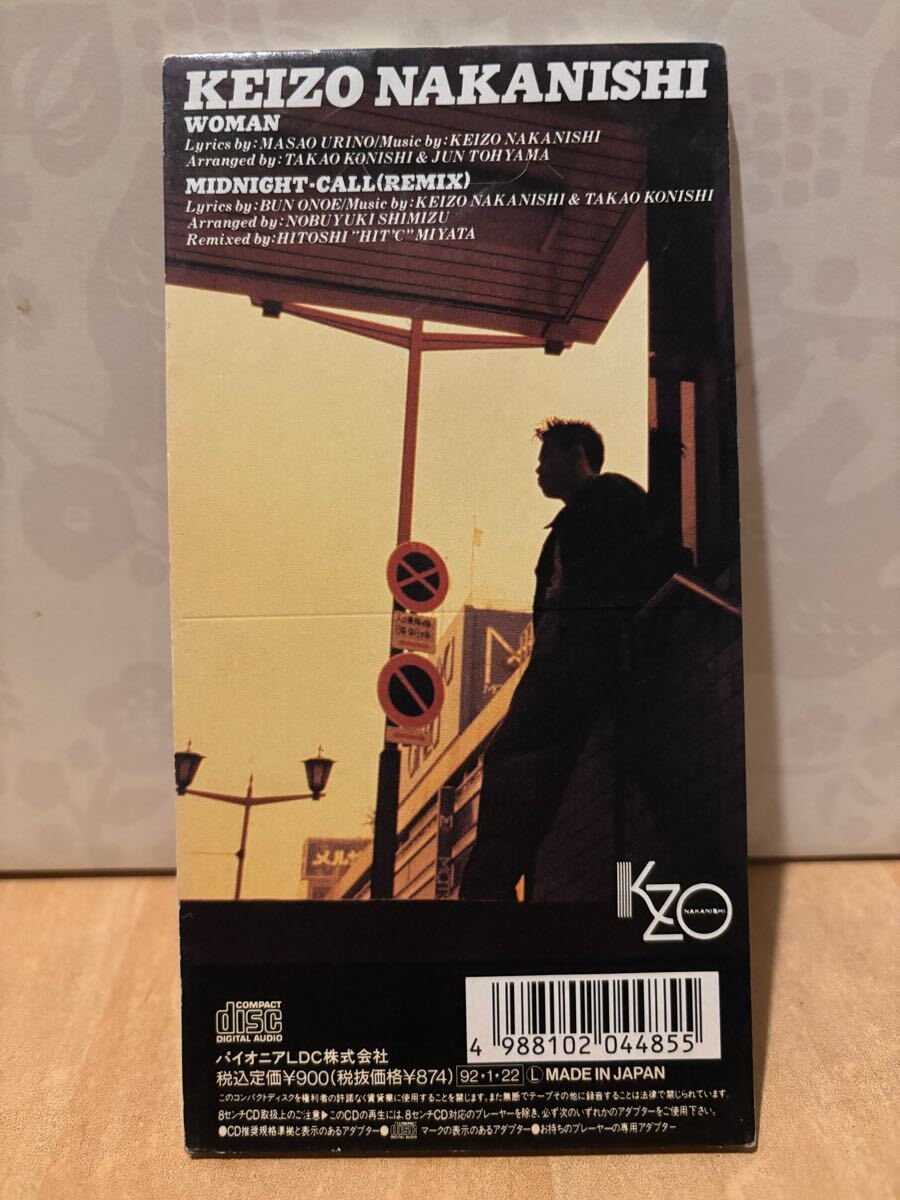 KEIZO NAKANISHI
WOMAN
Lyrics by:MASAO URINO/Music by:KEIZO NAKANISHI
Arranged by:TAKAO KONISHI & JUN TOHYAMA
MIDNIGHT-CALL(REMIX)
Lyrics by:BUN ONOE/Music by:KEIZO NAKANISHI & TAKAO KONISHI
Arranged by:NOBUYUKI SHIMIZU
Remixed by:HITOSHI "HIT'C" MIYATA
メルサ
KZO
NAKANISHI
COMPACT
disc
DIGITAL AUDIO
4 988102 044855
パイオニアLDC株式会社
税込定価¥900(税抜価格¥874) 92・1・22 Ⓛ MADE IN JAPAN
このコンパクトディスクを権利者の許諾なく賃貸業に使用することを禁じます。また無断でテープその他に録音することは法律で禁じられています。
8センチCD取扱上のご注意▶このCDの再生には、8センチCD対応のプレーヤーを除き、必ず次のいずれかのアダプターをご使用下さい。
●CD推奨規格準拠と表示のあるアダプター●COMPACT disc DIGITAL AUDIOマークの表示のあるアダプター●お持ちのプレーヤーの専用アダプター